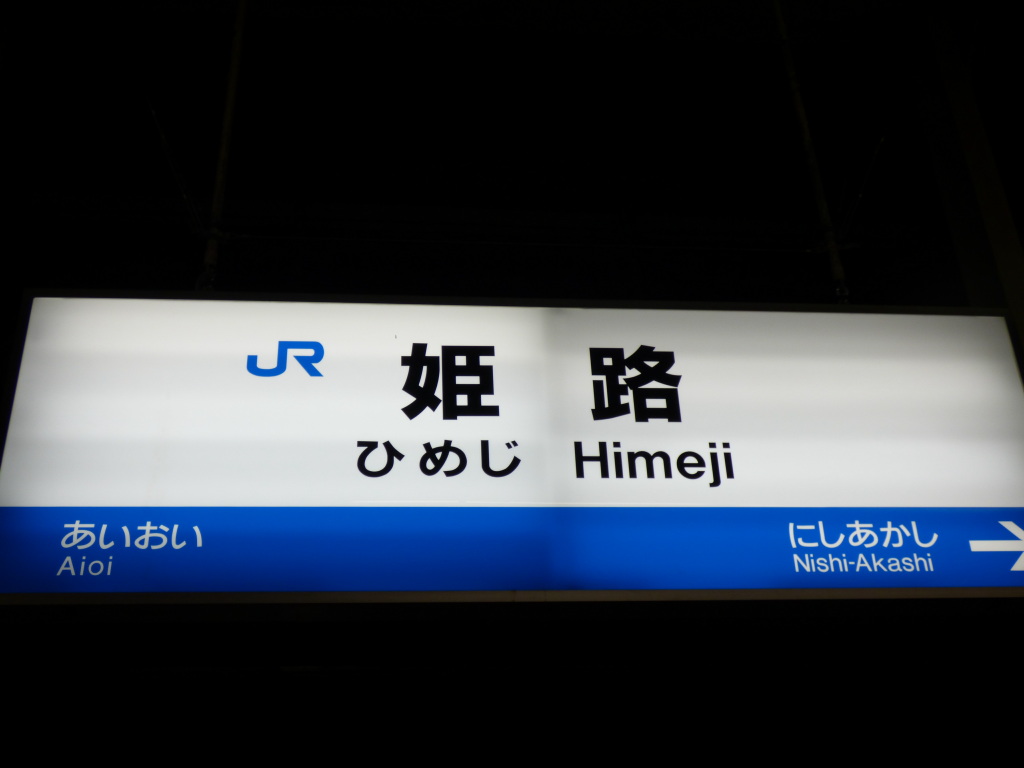 JR 姫路
ひめじ Himeji
あいおい
Aioi
にしあかし
Nishi-Akashi